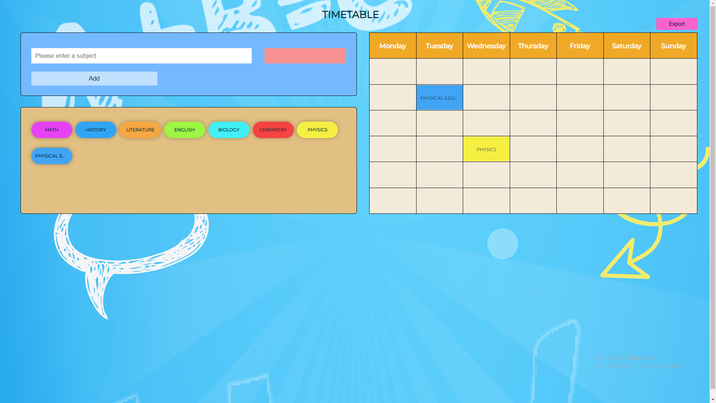 TIMETABLE
Export
Please enter a subject
Add
Monday Tuesday Wednesday Thursday Friday Saturday Sunday
MATH HISTORY LITERATURE ENGLISH BIOLOGY CHEMISTRY PHYSICS
PHYSICAL E...
PHYSICAL EDU...
PHYSICS